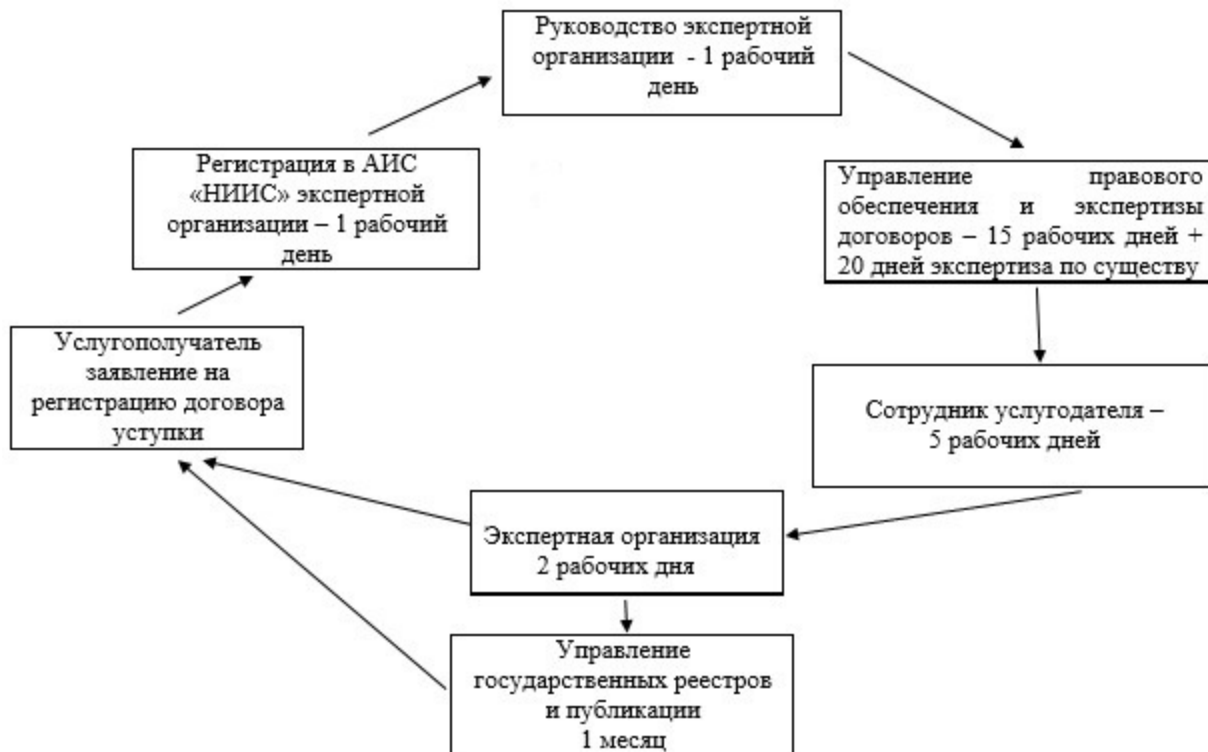 Руководство экспертной
организации - 1 рабочий
день
Регистрация в АИС
«НИИС» экспертной
организации – 1 рабочий
день
Управление правового
обеспечения и экспертизы
договоров – 15 рабочих дней +
20 дней экспертиза по существу
Услугополучатель
заявление на
регистрацию договора
уступки
Сотрудник услугодателя –
5 рабочих дней
Экспертная организация
2 рабочих дня
Управление
государственных реестров
и публикации
1 месяц